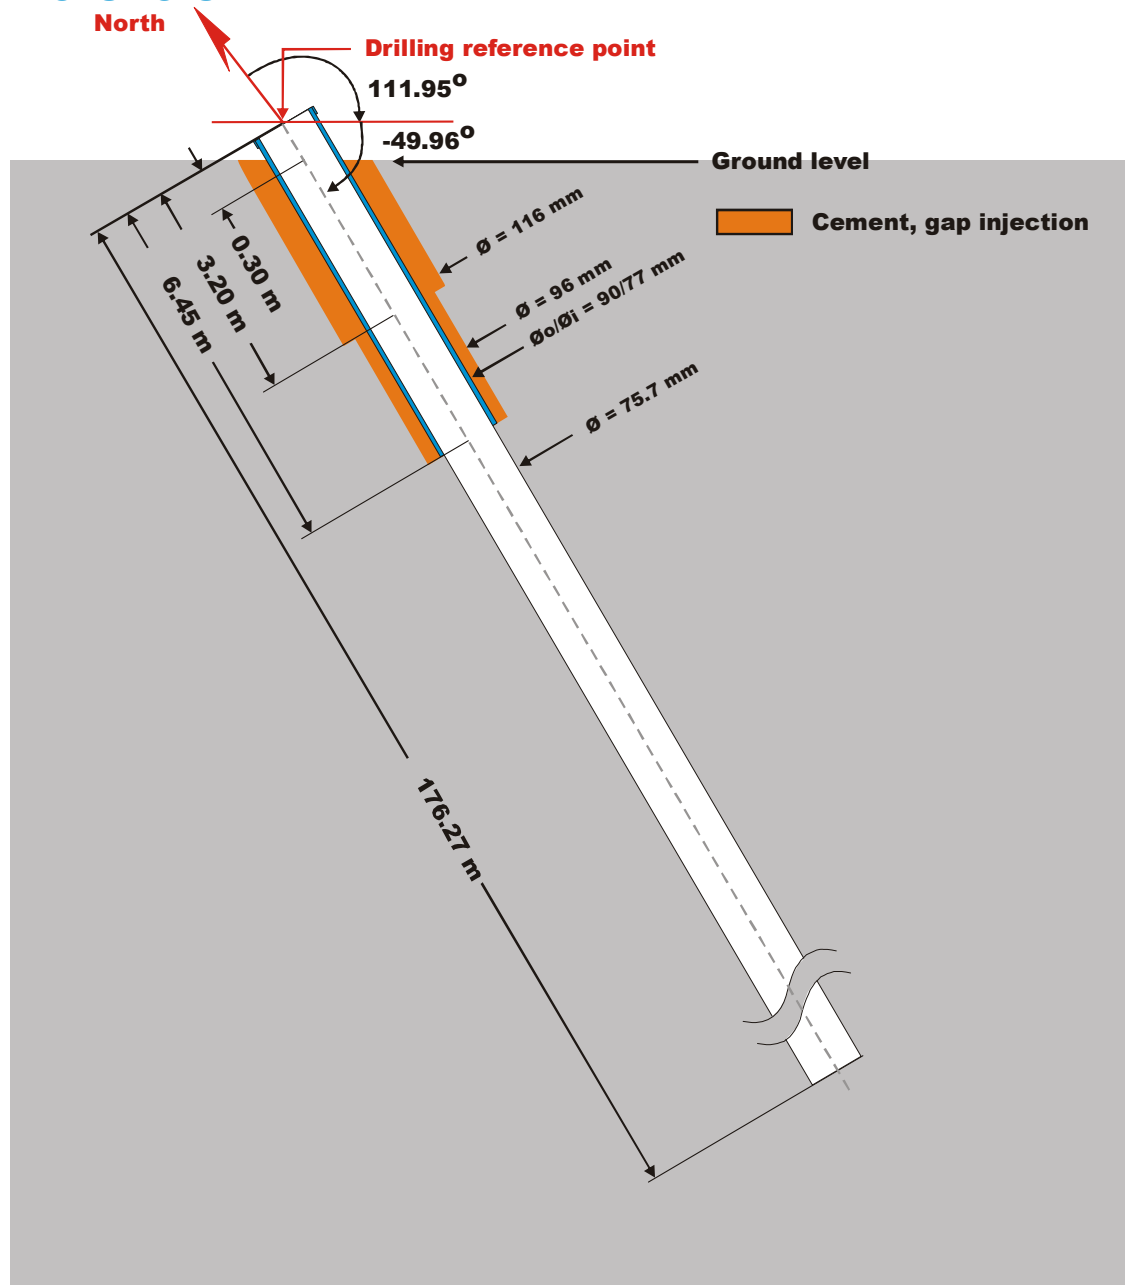 North
Drilling reference point
111.95°
-49.96°
Ground level
Cement, gap injection
ø = 116 mm
ø = 96 mm
Øo/Øi = 90/77 mm
ø = 75.7 mm
0.30 m
3.20 m
6.45 m
176.27 m